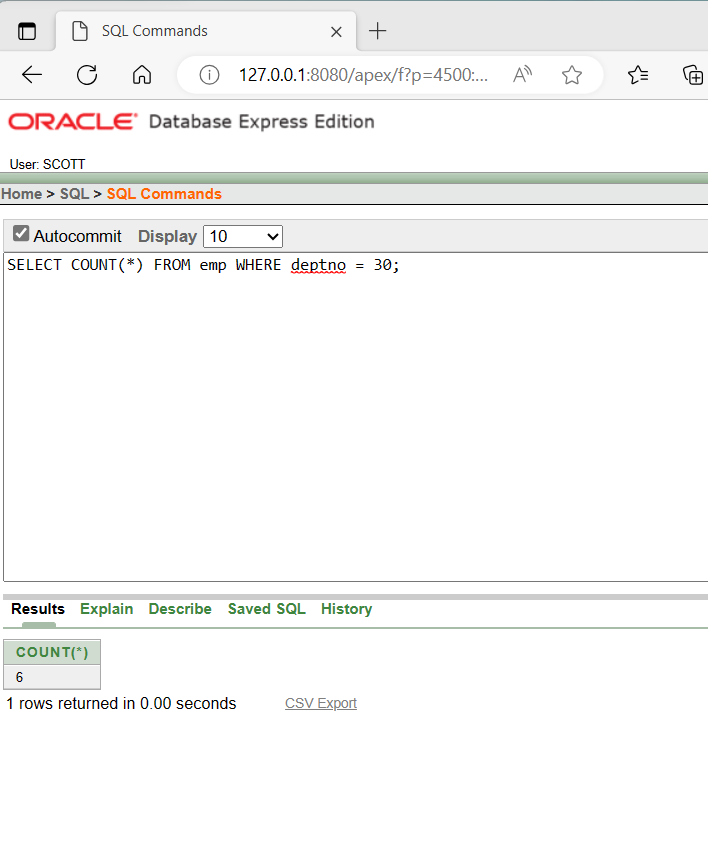 SQL Commands
127.0.0.1:8080/apex/f?p=4500:...
ORACLE Database Express Edition
User: SCOTT
Home > SQL > SQL Commands
Autocommit Display 10
SELECT COUNT(*) FROM emp WHERE deptno = 30;
Results Explain Describe Saved SQL History
COUNT(*)
6
1 rows returned in 0.00 seconds CSV Export